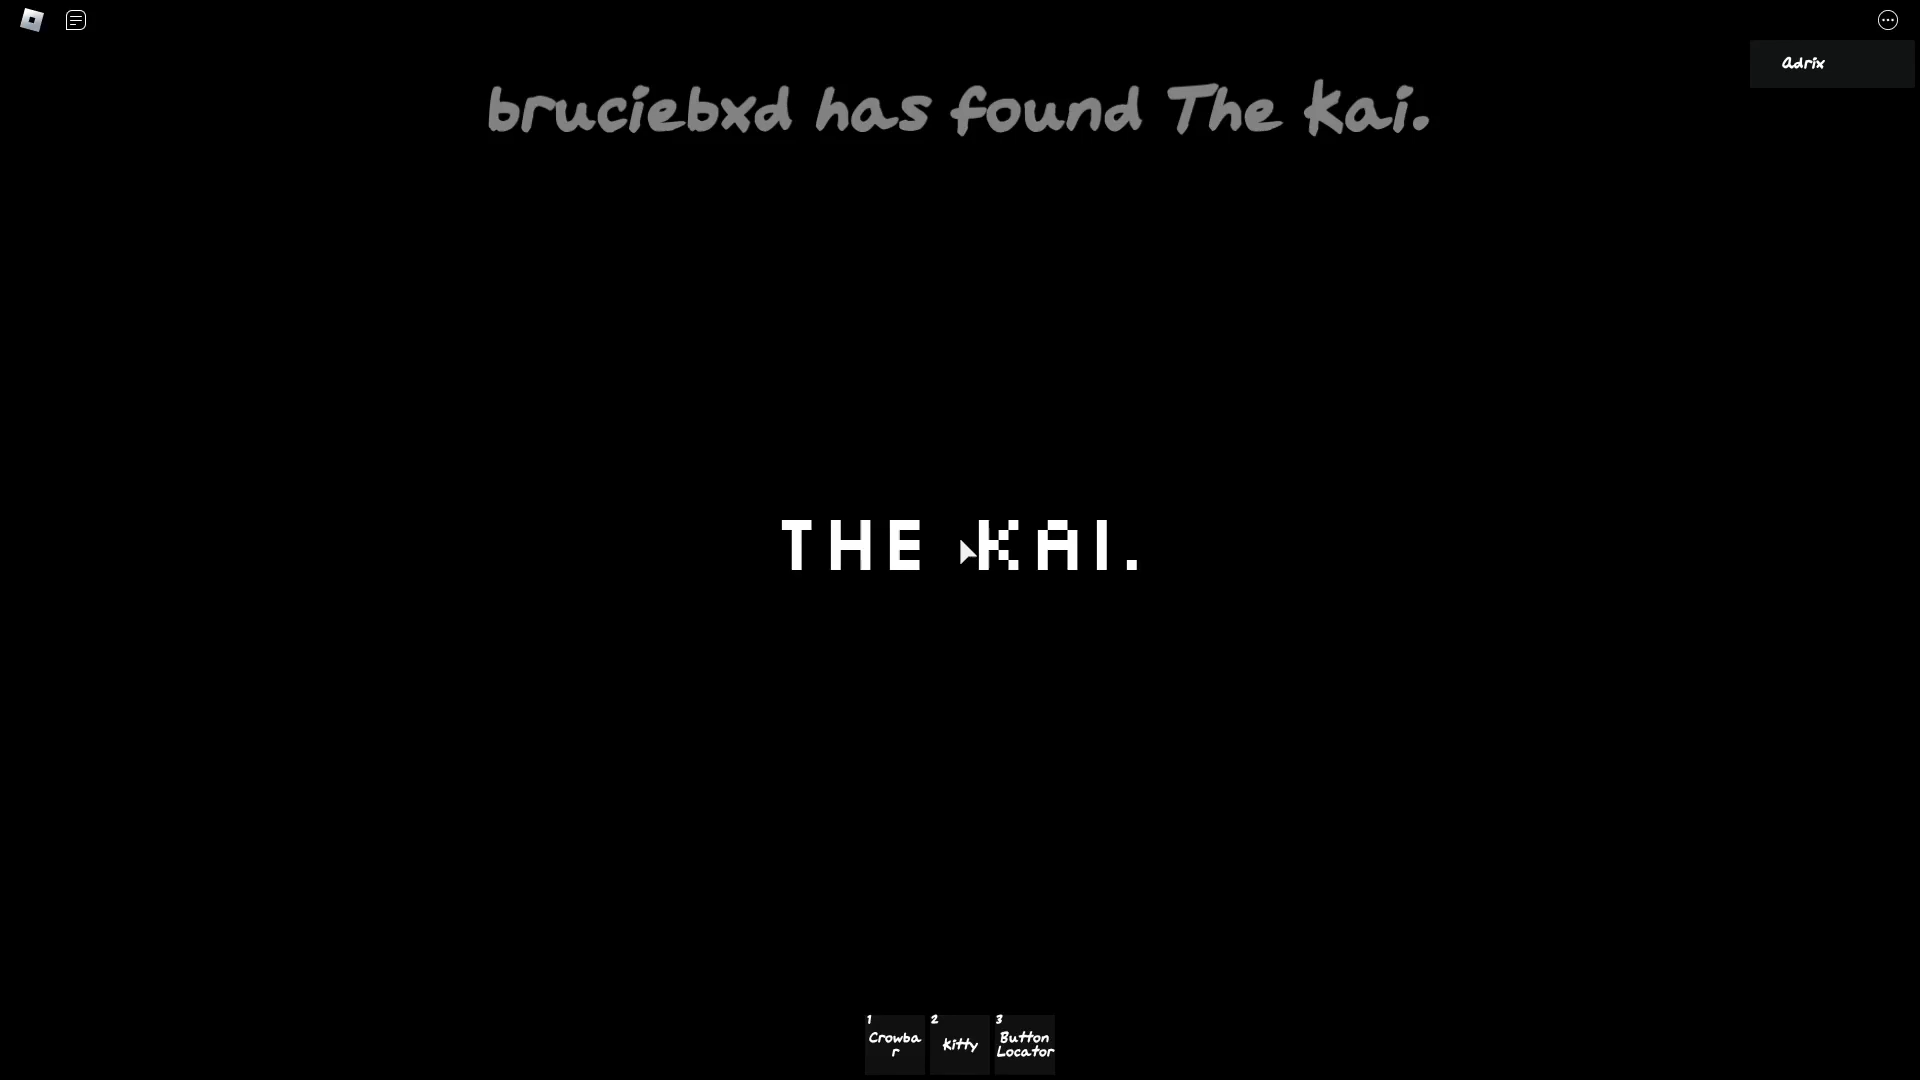 Adrix
bruciebxd has found The Kai.
THE KAI.
1
2
3
Crowba
r
kitty
Button
Locator